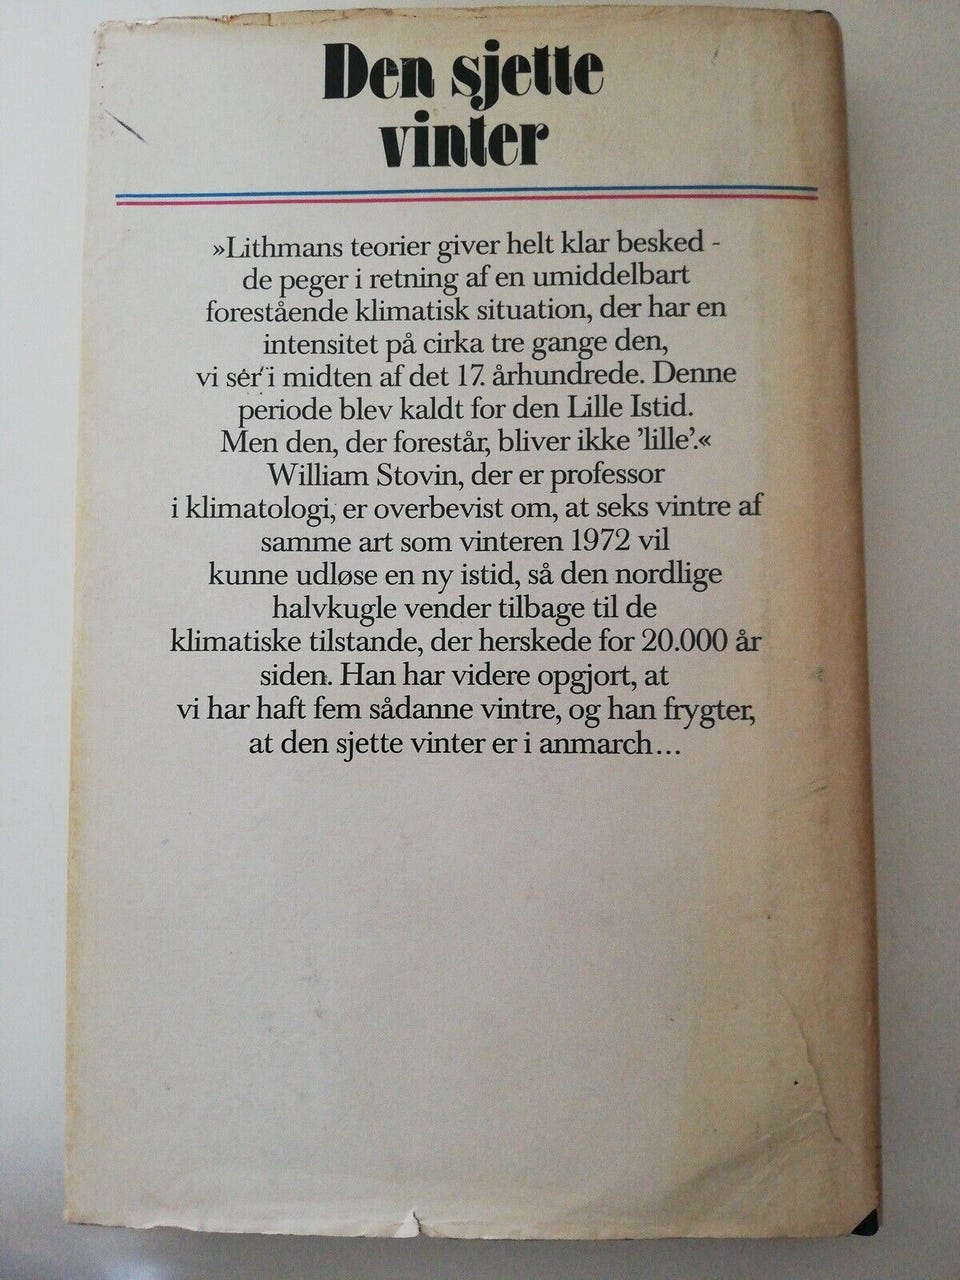 Den sjette
vinter
»Lithmans teorier giver helt klar besked -
de peger i retning af en umiddelbart
forestående klimatisk situation, der har en
intensitet på cirka tre gange den,
vi sér i midten af det 17. århundrede. Denne
periode blev kaldt for den Lille Istid.
Men den, der forestår, bliver ikke ’lille’.«
William Stovin, der er professor
i klimatologi, er overbevist om, at seks vintre af
samme art som vinteren 1972 vil
kunne udløse en ny istid, så den nordlige
halvkugle vender tilbage til de
klimatiske tilstande, der herskede for 20.000 år
siden. Han har videre opgjort, at
vi har haft fem sådanne vintre, og han frygter,
at den sjette vinter er i anmarch...